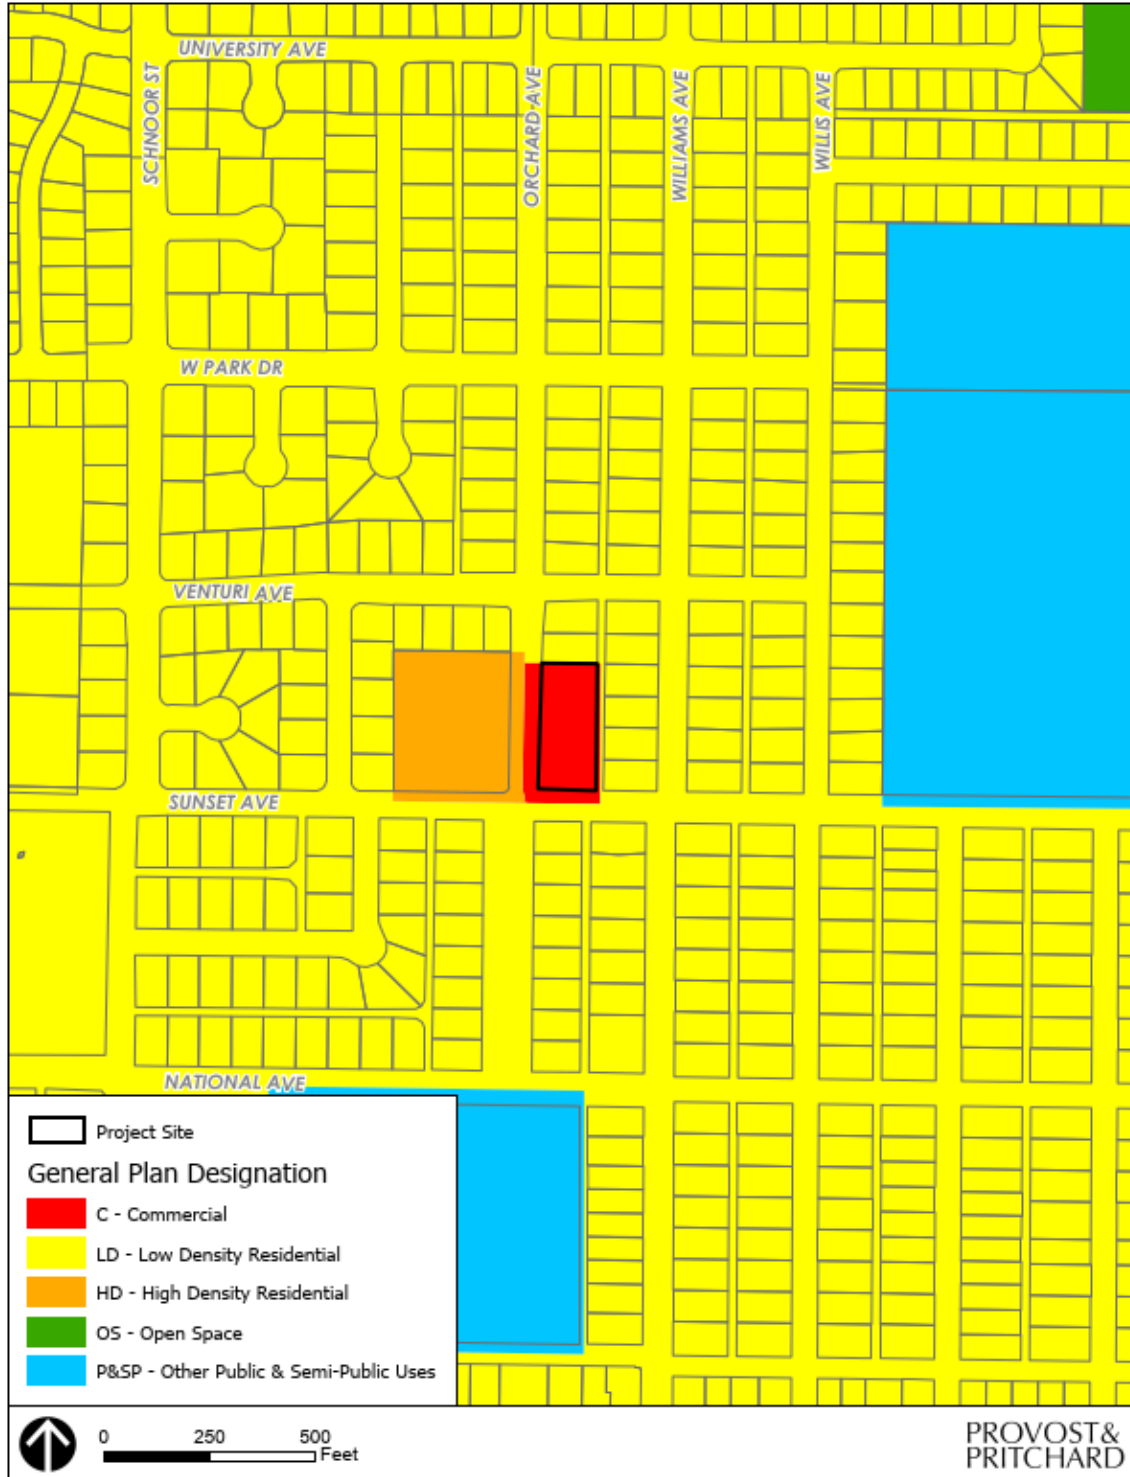 UNIVERSITY AVE
SCHNOOR ST
ORCHARD AVE
WILLIAMS AVE
WILLIS AVE
W PARK DR
VENTURI AVE
SUNSET AVE
NATIONAL AVE
Project Site
General Plan Designation
C - Commercial
LD - Low Density Residential
HD - High Density Residential
OS - Open Space
P&SP - Other Public & Semi-Public Uses
0 250 500
Feet
PROVOST&
PRITCHARD